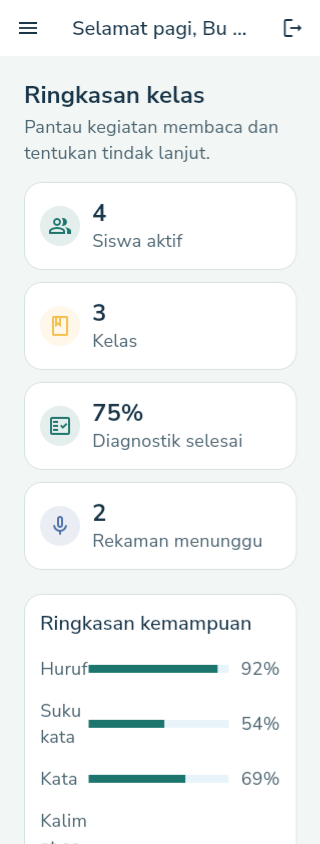 Selamat pagi, Bu ...
Ringkasan kelas
Pantau kegiatan membaca dan
tentukan tindak lanjut.
4
Siswa aktif
3
Kelas
75%
Diagnostik selesai
2
Rekaman menunggu
Ringkasan kemampuan
Huruf 92%
Suku
kata 54%
Kata 69%
Kalim